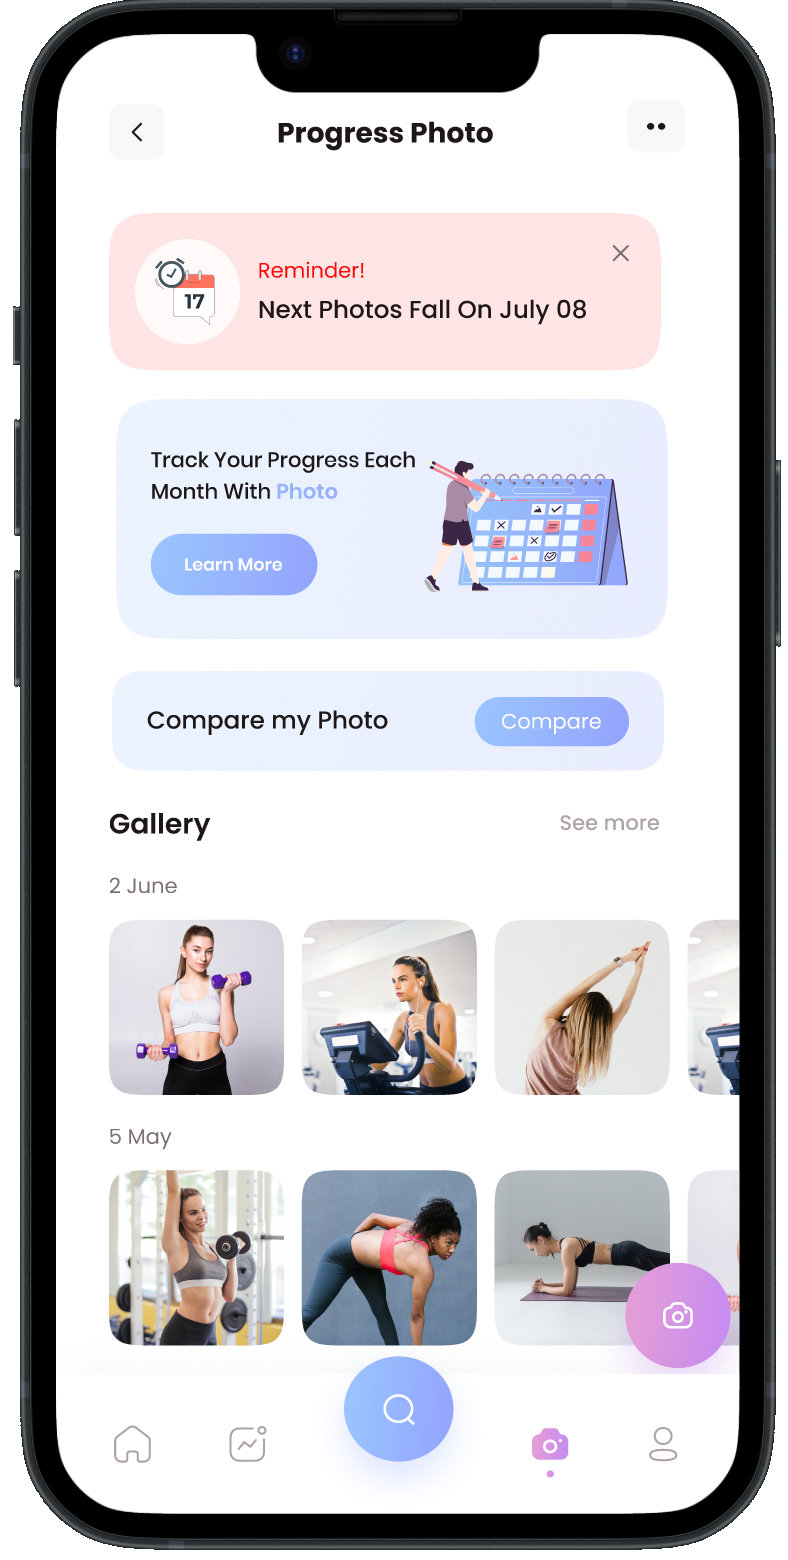 Progress Photo
Reminder!
17
Next Photos Fall On July 08
Track Your Progress Each
Month With Photo
Learn More
Compare my Photo
Compare
Gallery
See more
2 June
5 May